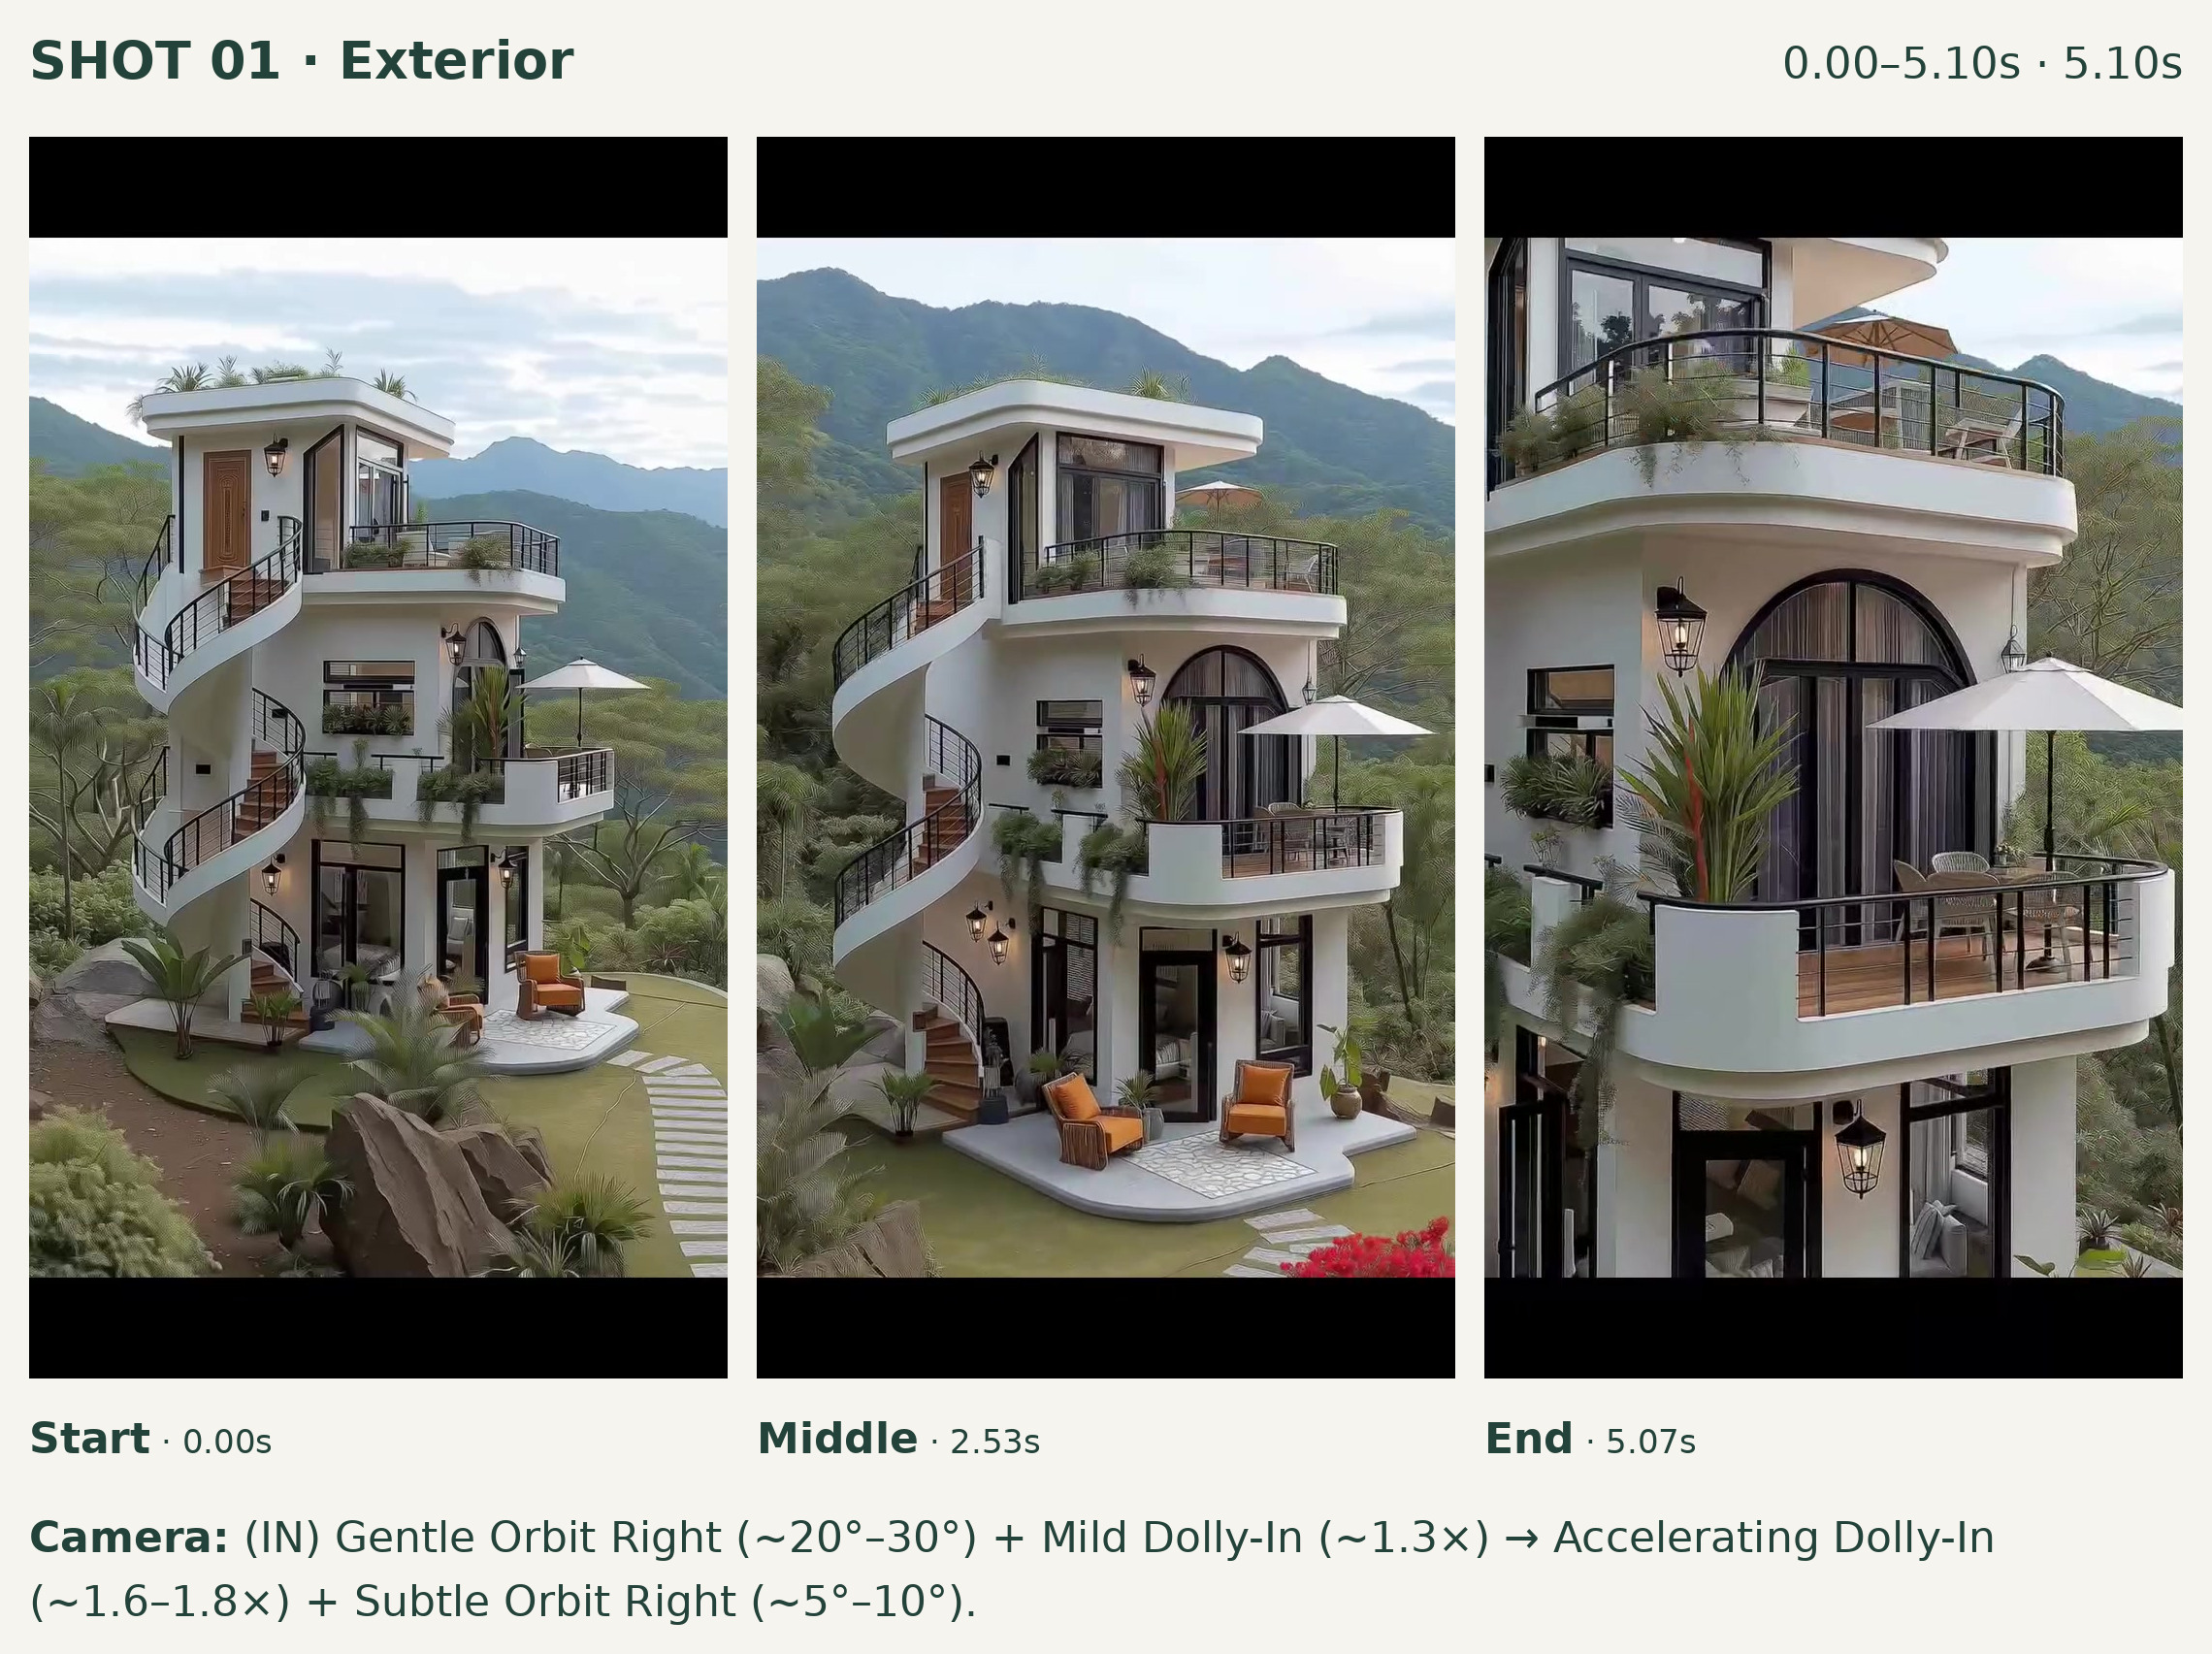 SHOT 01 · Exterior
0.00–5.10s · 5.10s
Start · 0.00s
Middle · 2.53s
End · 5.07s
Camera: (IN) Gentle Orbit Right (~20°–30°) + Mild Dolly-In (~1.3×) → Accelerating Dolly-In
(~1.6–1.8×) + Subtle Orbit Right (~5°–10°).